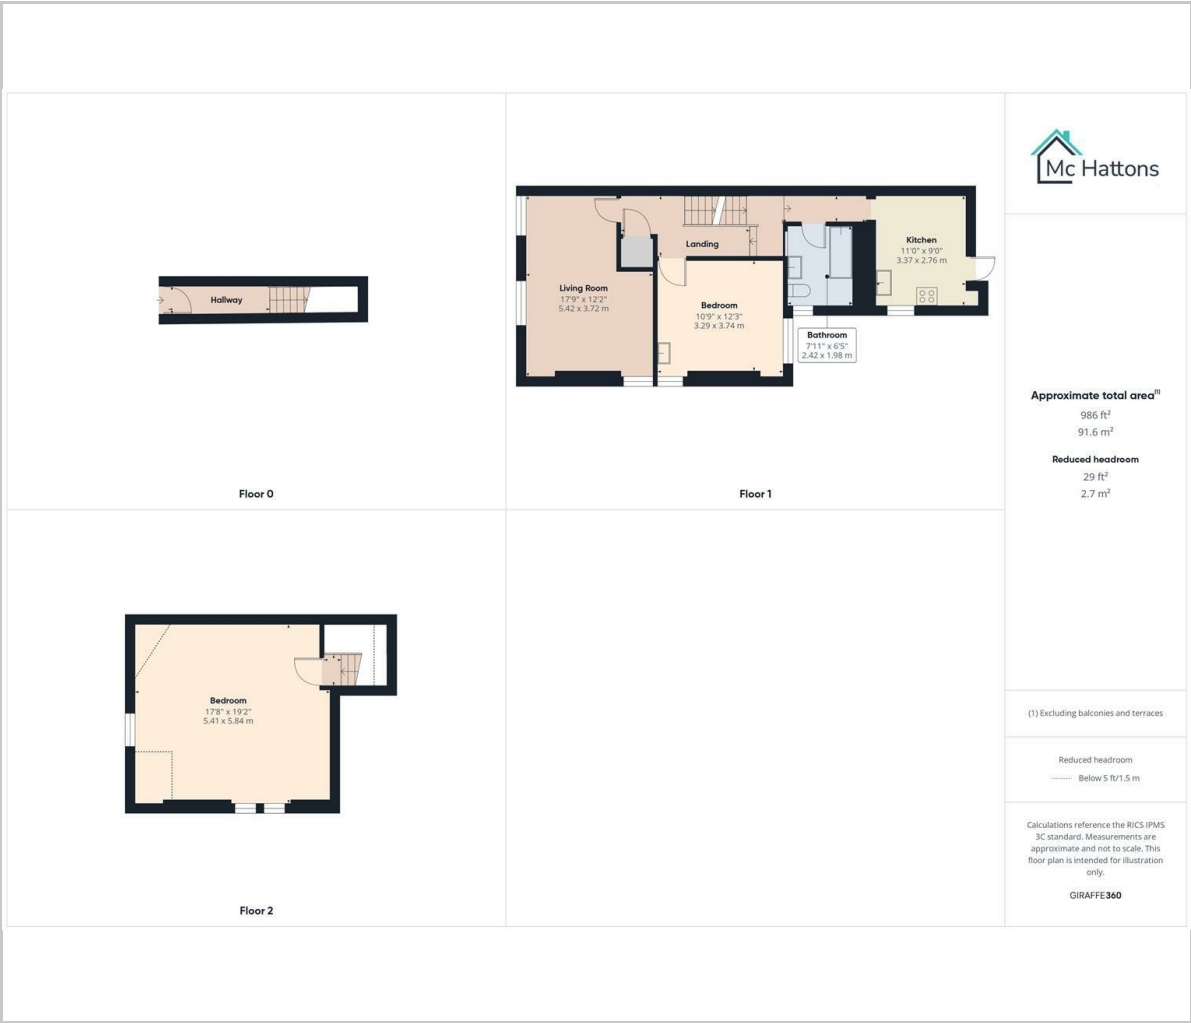 Hallway
Floor 0
Living Room
17'9" x 12'2"
5.42 x 3.72 m
Landing
Bedroom
10'9" x 12'3"
3.29 x 3.74 m
Bathroom
7'11" x 6'5"
2.42 x 1.98 m
Kitchen
11'0" x 9'0"
3.37 x 2.76 m
Floor 1
Bedroom
17'8" x 19'2"
5.41 x 5.84 m
Floor 2
Mc Hattons
Approximate total area(1)
986 ft²
91.6 m²
Reduced headroom
29 ft²
2.7 m²
(1) Excluding balconies and terraces
Reduced headroom
Below 5 ft/1.5 m
Calculations reference the RICS IPMS
3C standard. Measurements are
approximate and not to scale. This
floor plan is intended for illustration
only.
GIRAFFE360